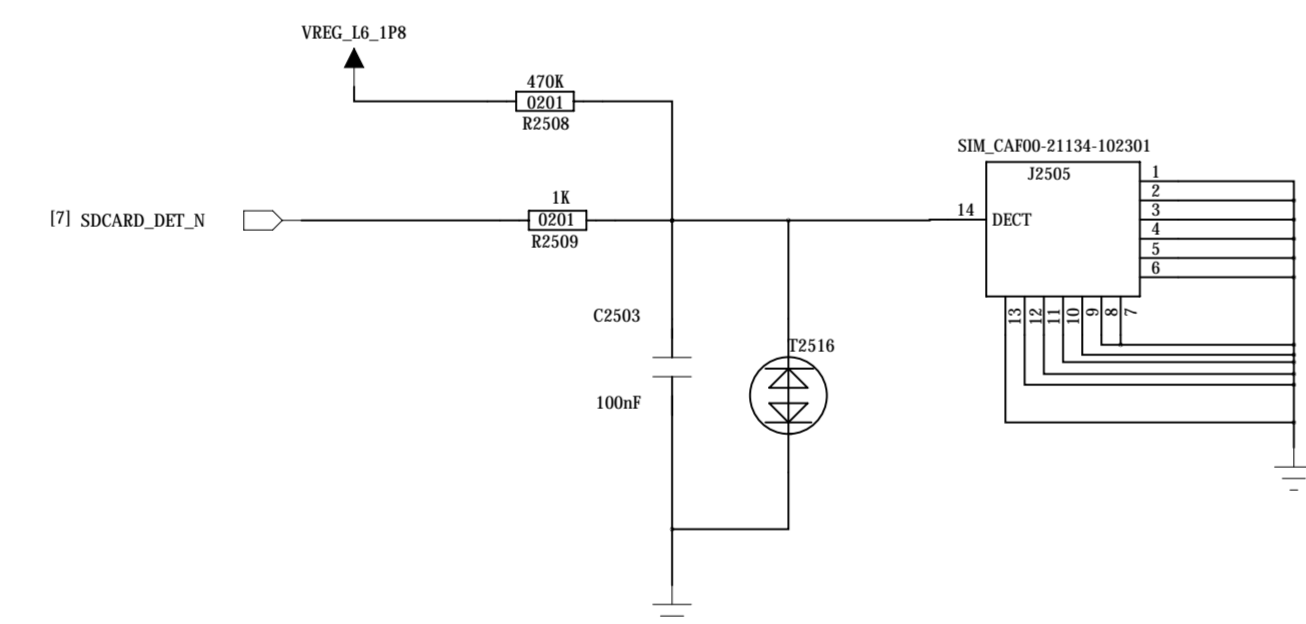 VREG_L6_1P8
470K
0201
R2508
SIM_CAF00-21134-102301
J2505
1
2
3
4
5
6
1K
[7] SDCARD_DET_N
0201
R2509
14
DECT
13
12
11
10
9
8
7
C2503
T2516
100nF